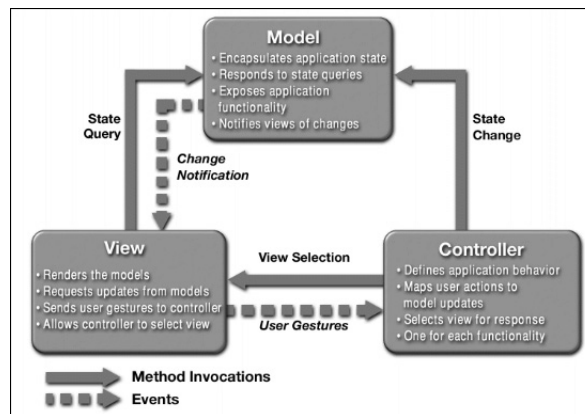 Model
• Encapsulates application state
• Responds to state queries
• Exposes application
functionality
• Notifies views of changes
State
Query
State
Change
Change
Notification
View
• Renders the models
• Requests updates from models
• Sends user gestures to controller
• Allows controller to select view
View Selection
User Gestures
Controller
• Defines application behavior
• Maps user actions to
model updates
• Selects view for response
• One for each functionality
Method Invocations
Events